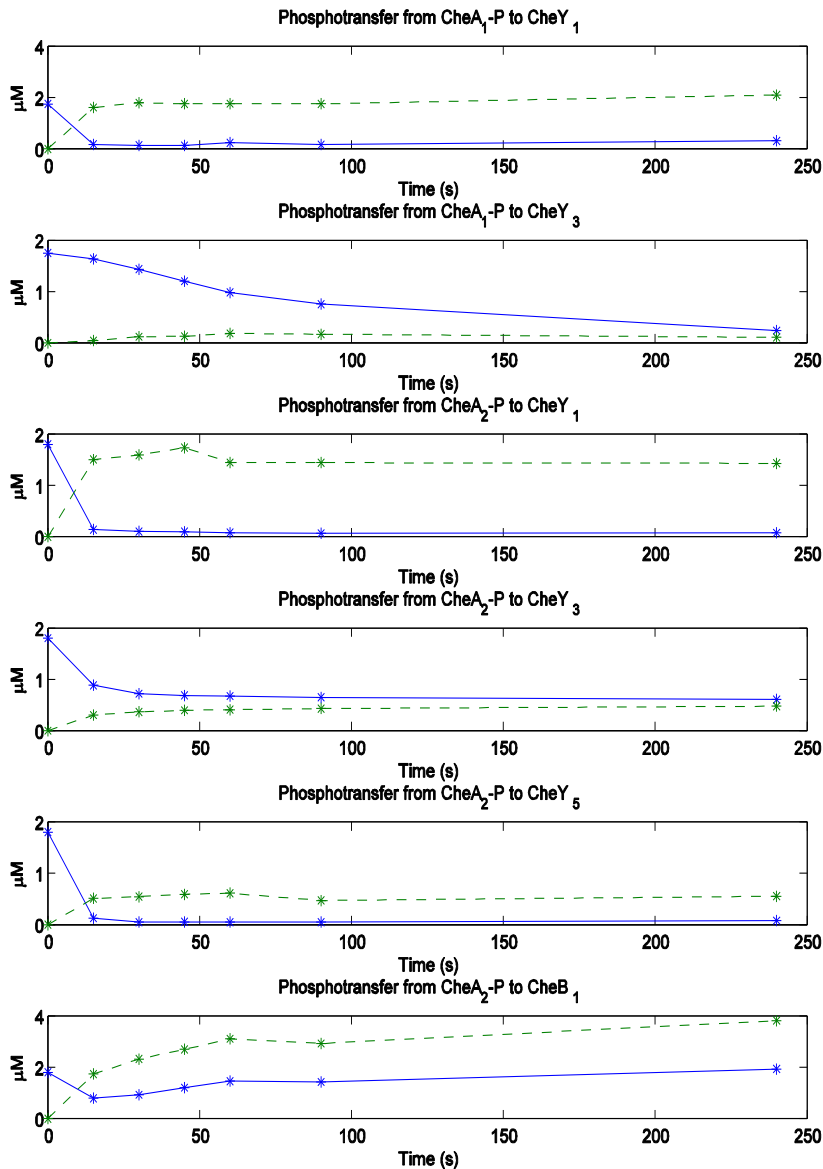 Phosphotransfer from CheA1-P to CheY1
4
2
0
μM
0 50 100 150 200 250
Time (s)
Phosphotransfer from CheA1-P to CheY3
2
1
0
μM
0 50 100 150 200 250
Time (s)
Phosphotransfer from CheA2-P to CheY1
2
1
0
μM
0 50 100 150 200 250
Time (s)
Phosphotransfer from CheA2-P to CheY3
2
1
0
μM
0 50 100 150 200 250
Time (s)
Phosphotransfer from CheA2-P to CheY5
2
1
0
μM
0 50 100 150 200 250
Time (s)
Phosphotransfer from CheA2-P to CheB1
4
2
0
μM
0 50 100 150 200 250
Time (s)